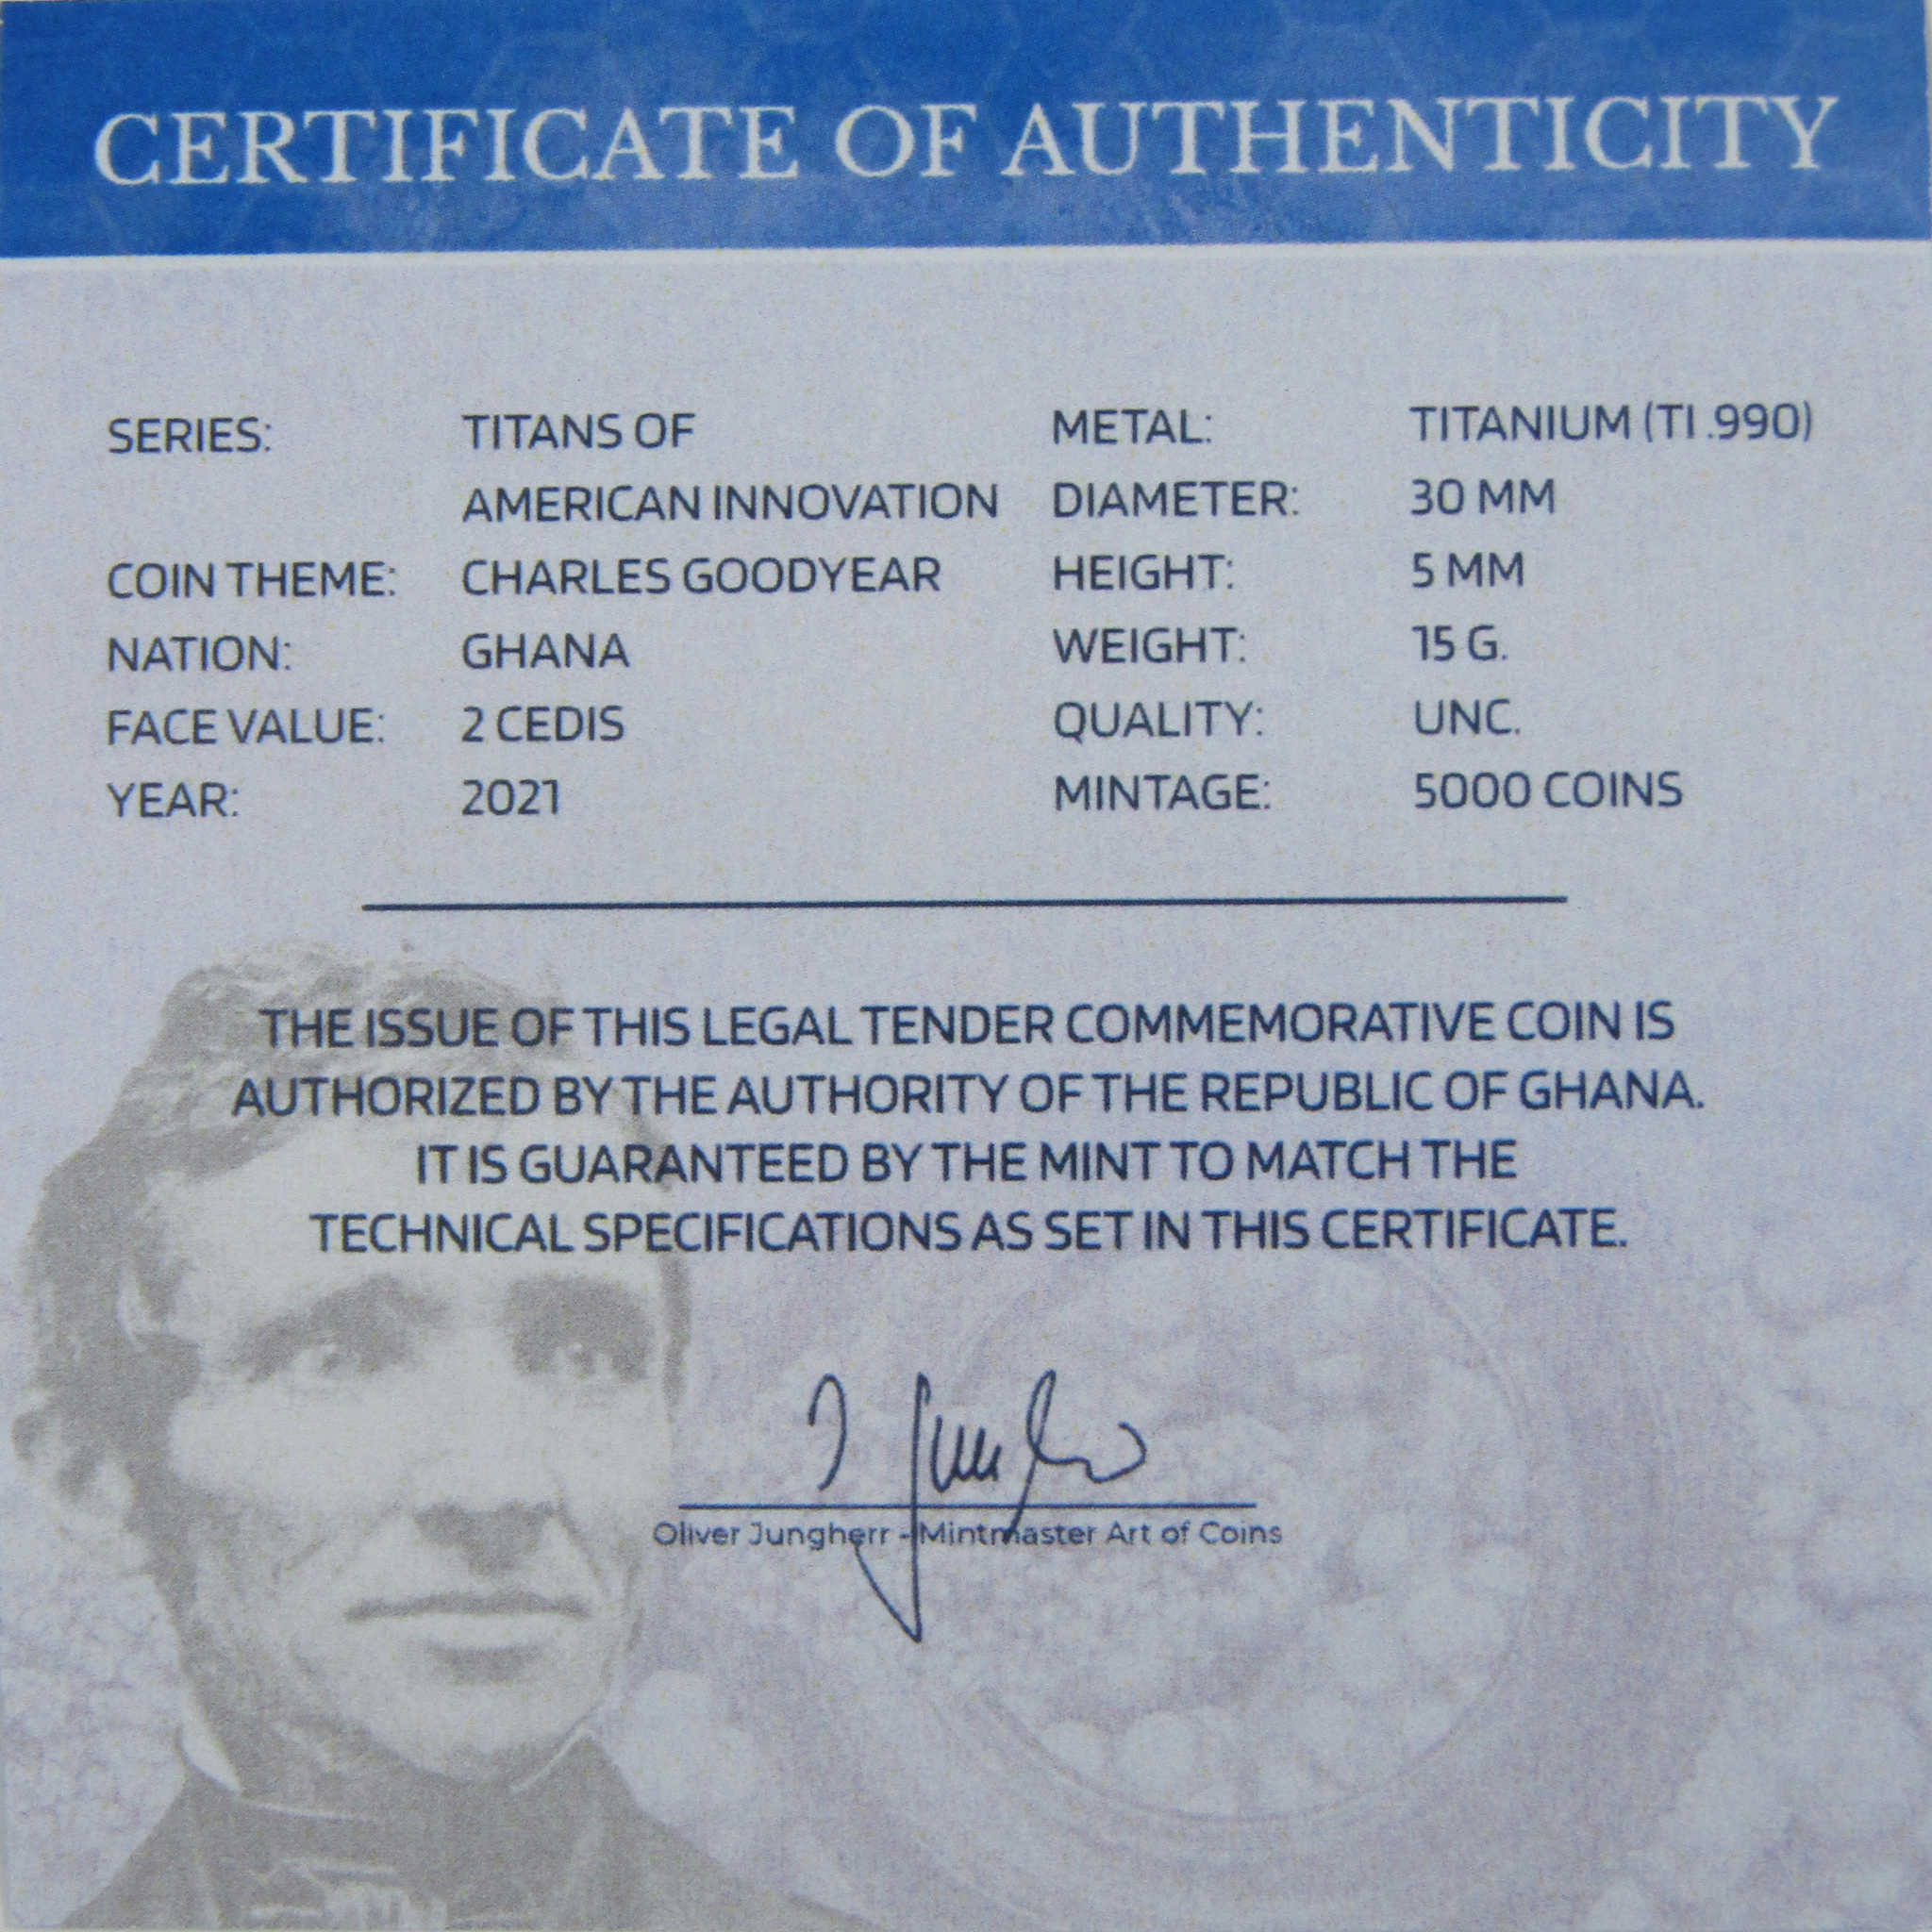 CERTIFICATE OF AUTHENTICITY
SERIES: TITANS OF
AMERICAN INNOVATION
COIN THEME: CHARLES GOODYEAR
NATION: GHANA
FACE VALUE: 2 CEDIS
YEAR: 2021
METAL: TITANIUM (TI .990)
DIAMETER: 30 MM
HEIGHT: 5 MM
WEIGHT: 15 G.
QUALITY: UNC.
MINTAGE: 5000 COINS
THE ISSUE OF THIS LEGAL TENDER COMMEMORATIVE COIN IS
AUTHORIZED BY THE AUTHORITY OF THE REPUBLIC OF GHANA.
IT IS GUARANTEED BY THE MINT TO MATCH THE
TECHNICAL SPECIFICATIONS AS SET IN THIS CERTIFICATE.
Oliver Jungherr - Mintmaster Art of Coins